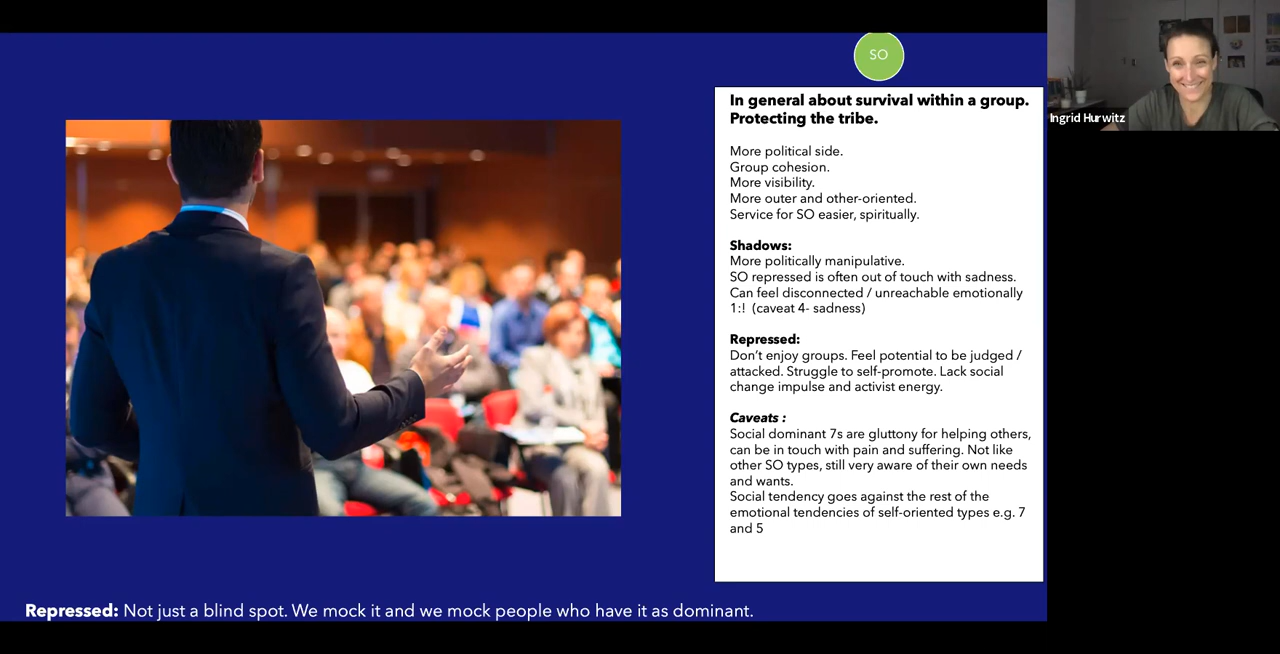 SO
In general about survival within a group.
Protecting the tribe.
More political side.
Group cohesion.
More visibility.
More outer and other-oriented.
Service for SO easier, spiritually.
Shadows:
More politically manipulative.
SO repressed is often out of touch with sadness.
Can feel disconnected / unreachable emotionally
1:! (caveat 4- sadness)
Repressed:
Don’t enjoy groups. Feel potential to be judged /
attacked. Struggle to self-promote. Lack social
change impulse and activist energy.
Caveats :
Social dominant 7s are gluttony for helping others,
can be in touch with pain and suffering. Not like
other SO types, still very aware of their own needs
and wants.
Social tendency goes against the rest of the
emotional tendencies of self-oriented types e.g. 7
and 5
Repressed: Not just a blind spot. We mock it and we mock people who have it as dominant.
Ingrid Hurwitz